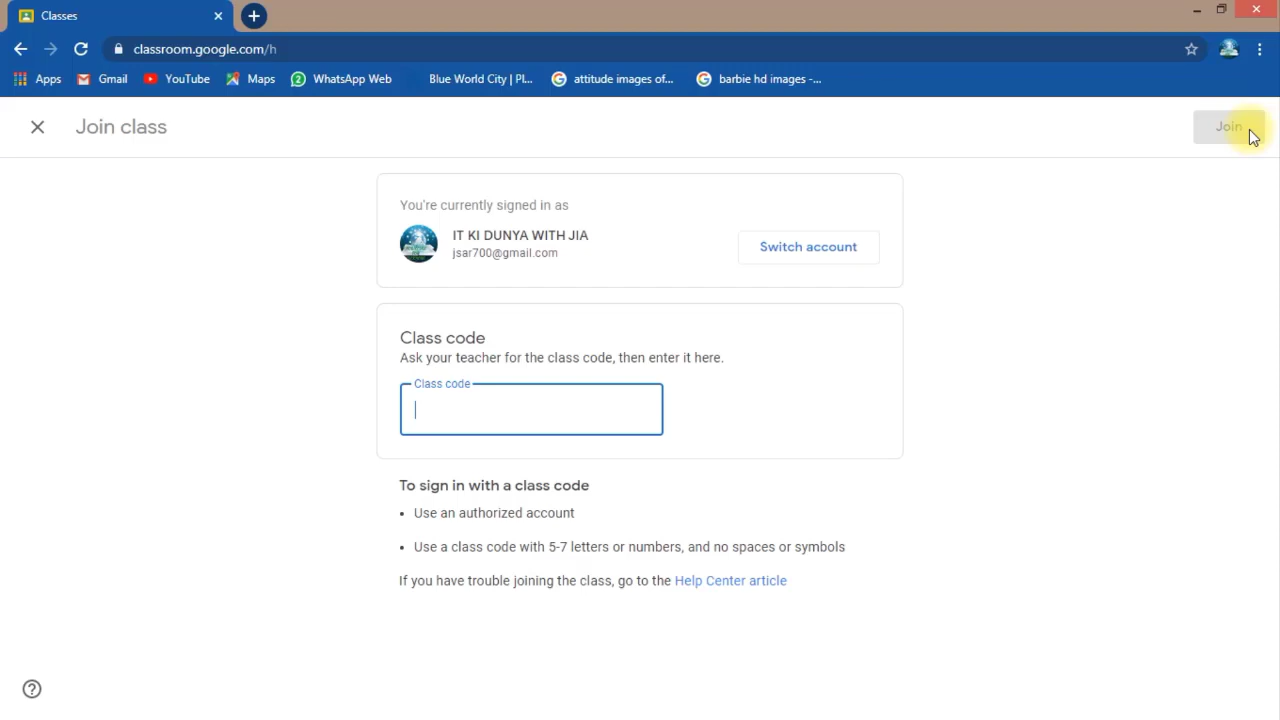 Classes
classroom.google.com/h
Apps Gmail YouTube Maps 2 WhatsApp Web Blue World City | Pl... attitude images of... barbie hd images -...
Join class Join
You're currently signed in as
IT KI DUNYA WITH JIA
jsar700@gmail.com
Switch account
Class code
Ask your teacher for the class code, then enter it here.
Class code
To sign in with a class code
• Use an authorized account
• Use a class code with 5-7 letters or numbers, and no spaces or symbols
If you have trouble joining the class, go to the Help Center article